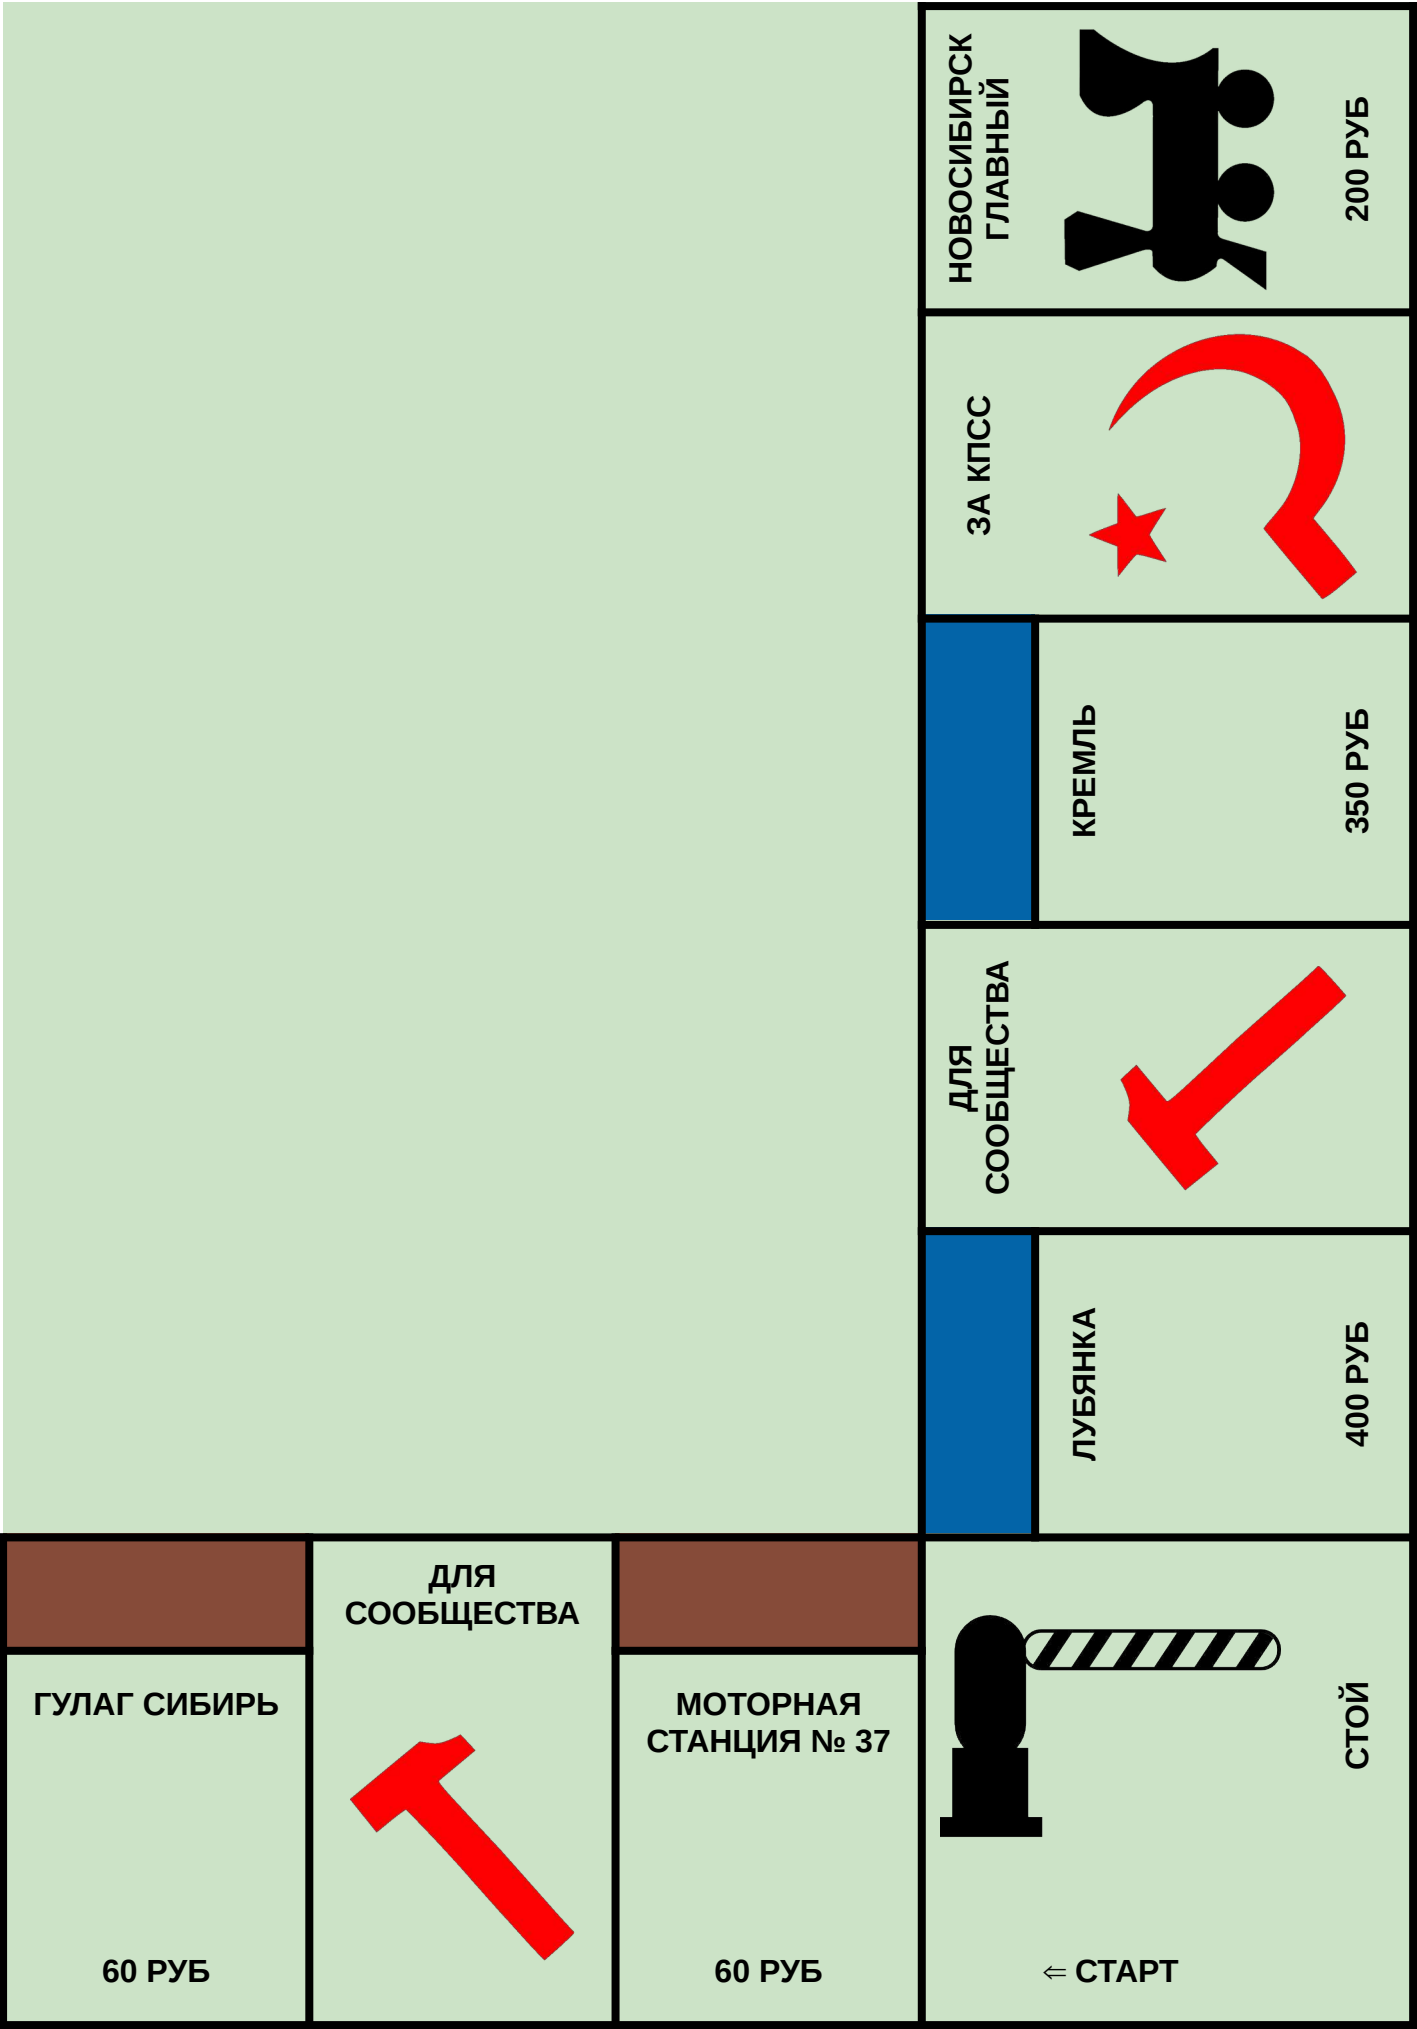 НОВОСИБИРСК
ГЛАВНЫЙ
200 РУБ
ЗА КПСС
КРЕМЛЬ
350 РУБ
ДЛЯ
СООБЩЕСТВА
ЛУБЯНКА
400 РУБ
ГУЛАГ СИБИРЬ
60 РУБ
ДЛЯ
СООБЩЕСТВА
МОТОРНАЯ
СТАНЦИЯ № 37
60 РУБ
СТОЙ
⇐ СТАРТ